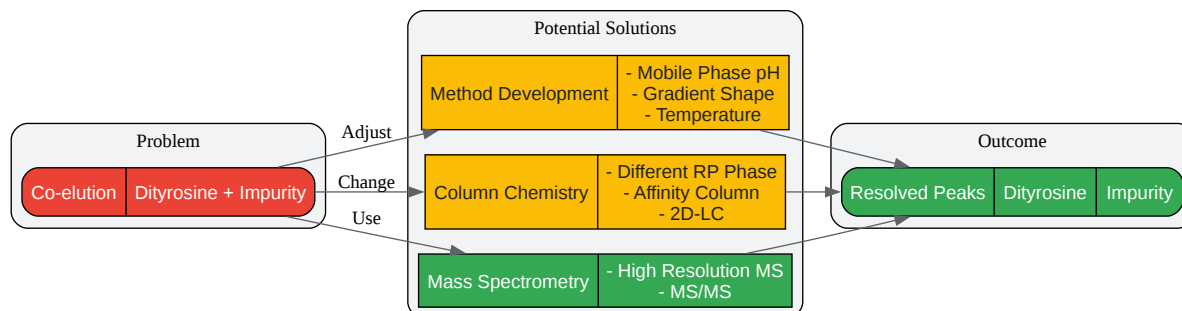 Potential Solutions
Method Development
- Mobile Phase pH
- Gradient Shape
- Temperature
Problem
Co-elution
Dityrosine + Impurity
Adjust
Change
Use
Column Chemistry
- Different RP Phase
- Affinity Column
- 2D-LC
Mass Spectrometry
- High Resolution MS
- MS/MS
Outcome
Resolved Peaks
Dityrosine
Impurity